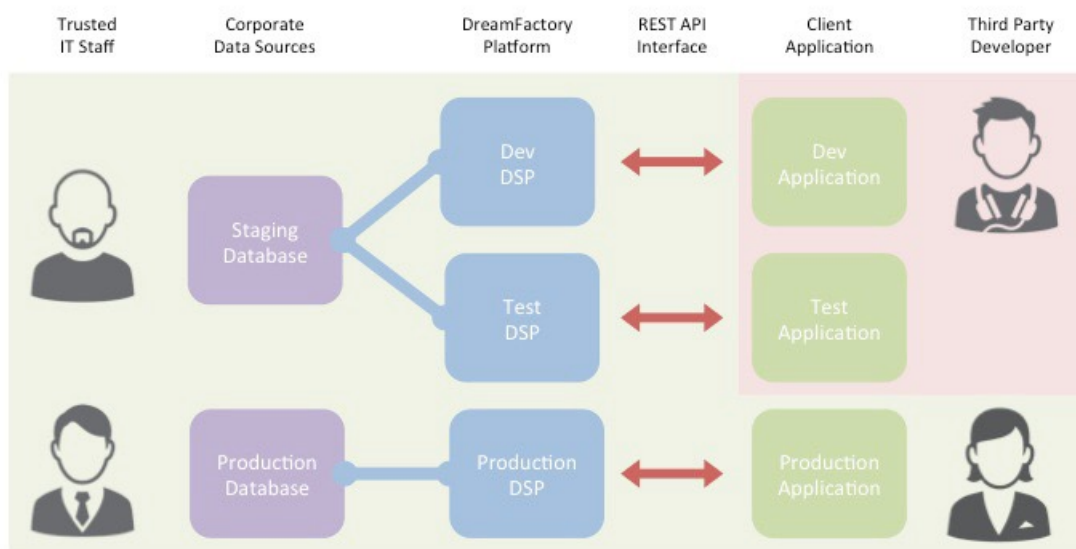 Trusted
IT Staff
Corporate
Data Sources
DreamFactory
Platform
REST API
Interface
Client
Application
Third Party
Developer
Dev
DSP
Dev
Application
Staging
Database
Test
DSP
Test
Application
Production
Database
Production
DSP
Production
Application